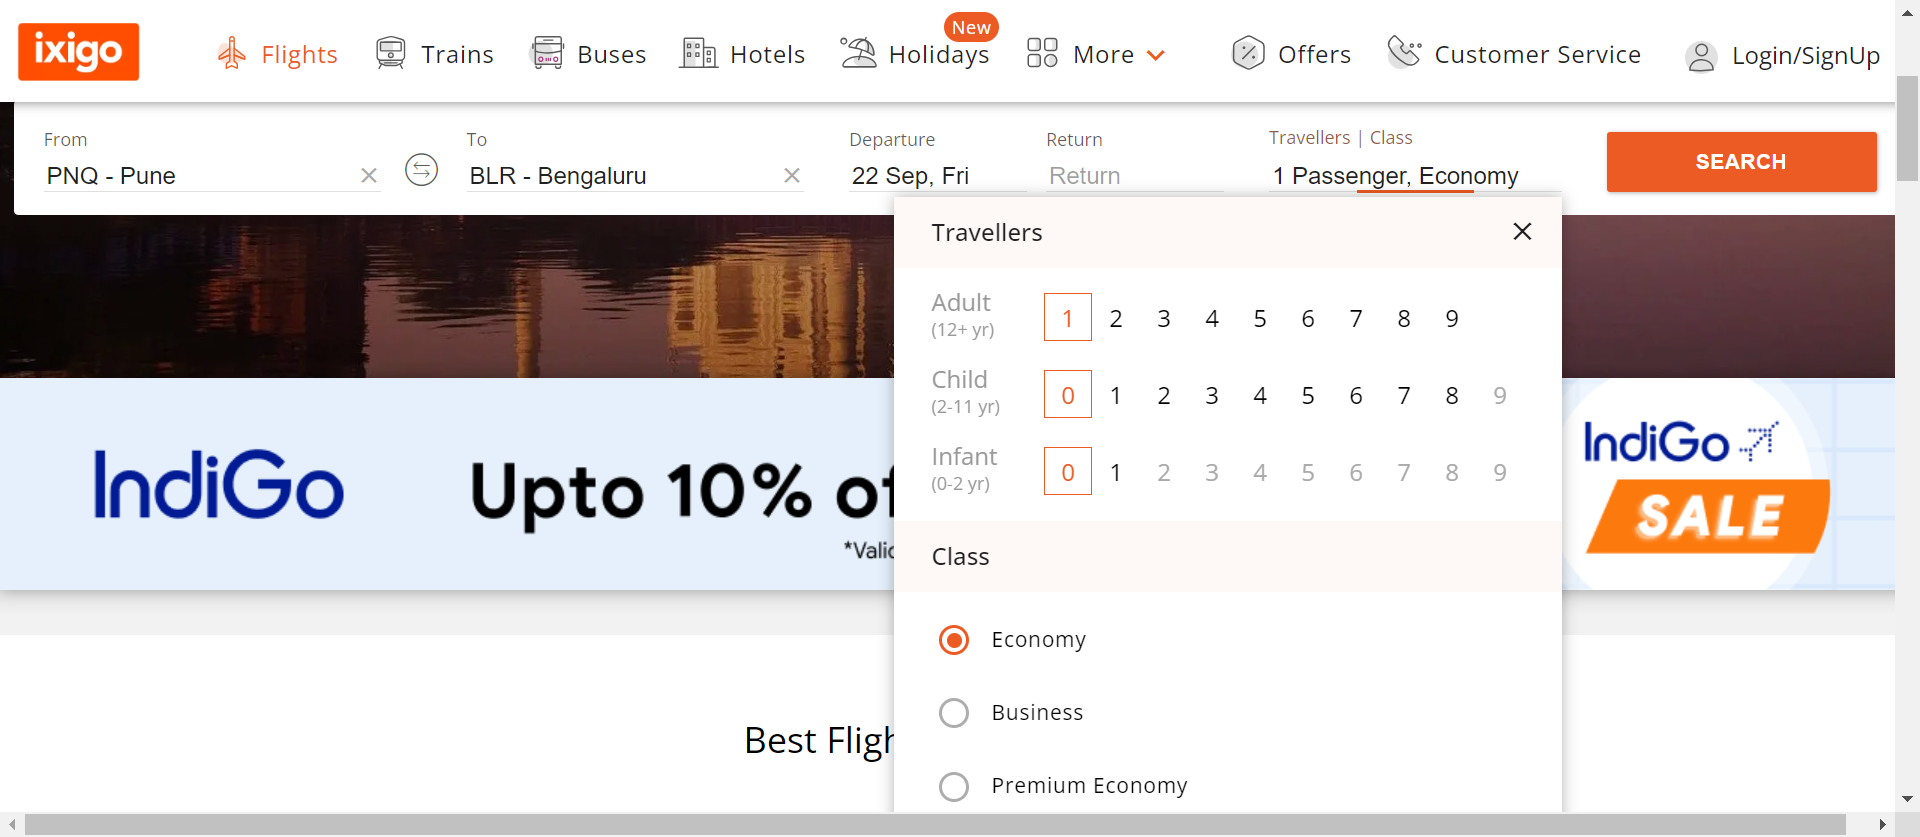 ixigo
Flights
Trains
Buses
Hotels
New
Holidays
More
Offers
Customer Service
Login/SignUp
From
PNQ - Pune
To
BLR - Bengaluru
Departure
22 Sep, Fri
Return
Return
Travellers | Class
1 Passenger, Economy
SEARCH
Travellers
Adult
(12+ yr)
1 2 3 4 5 6 7 8 9
Child
(2-11 yr)
0 1 2 3 4 5 6 7 8 9
Infant
(0-2 yr)
0 1 2 3 4 5 6 7 8 9
Class
Economy
Business
Premium Economy
IndiGo
Upto 10%
IndiGo
SALE
Best